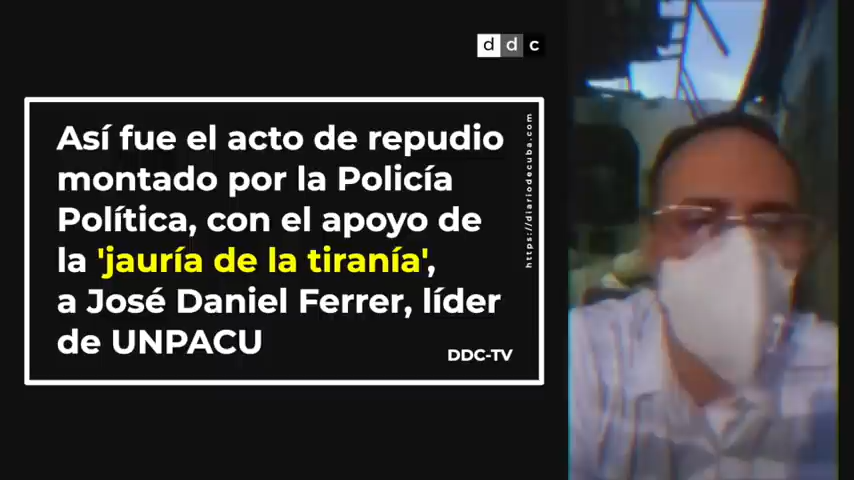 ddc
Así fue el acto de repudio
montado por la Policía
Política, con el apoyo de
la 'jauría de la tiranía',
a José Daniel Ferrer, líder
de UNPACU
DDC-TV
https://diariodecuba.com